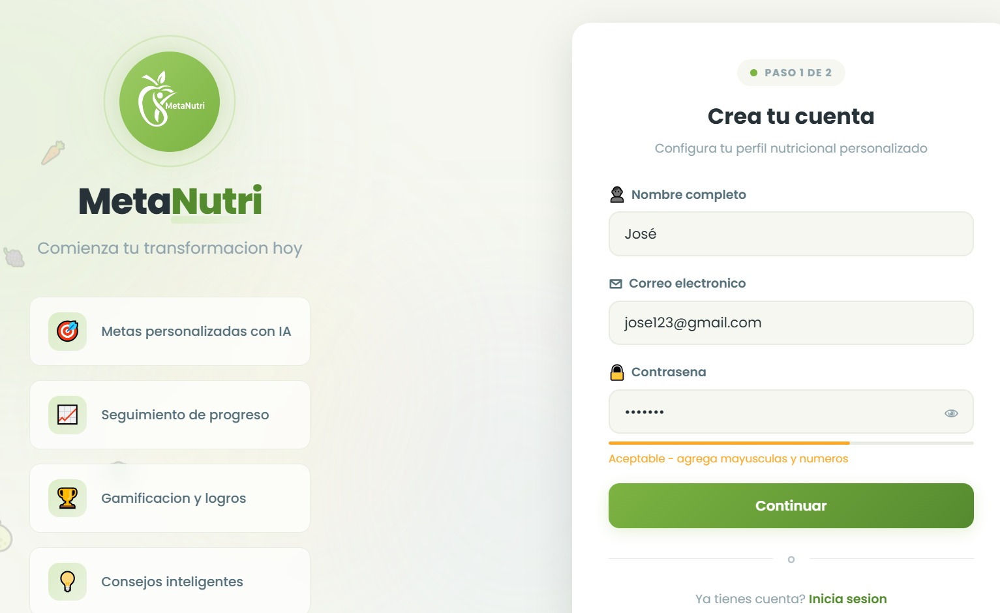 MetaNutri
MetaNutri
Comienza tu transformacion hoy
Metas personalizadas con IA
Seguimiento de progreso
Gamificacion y logros
Consejos inteligentes
PASO 1 DE 2
Crea tu cuenta
Configura tu perfil nutricional personalizado
Nombre completo
José
Correo electronico
jose123@gmail.com
Contrasena
•••••••
Aceptable - agrega mayusculas y numeros
Continuar
o
Ya tienes cuenta? Inicia sesion